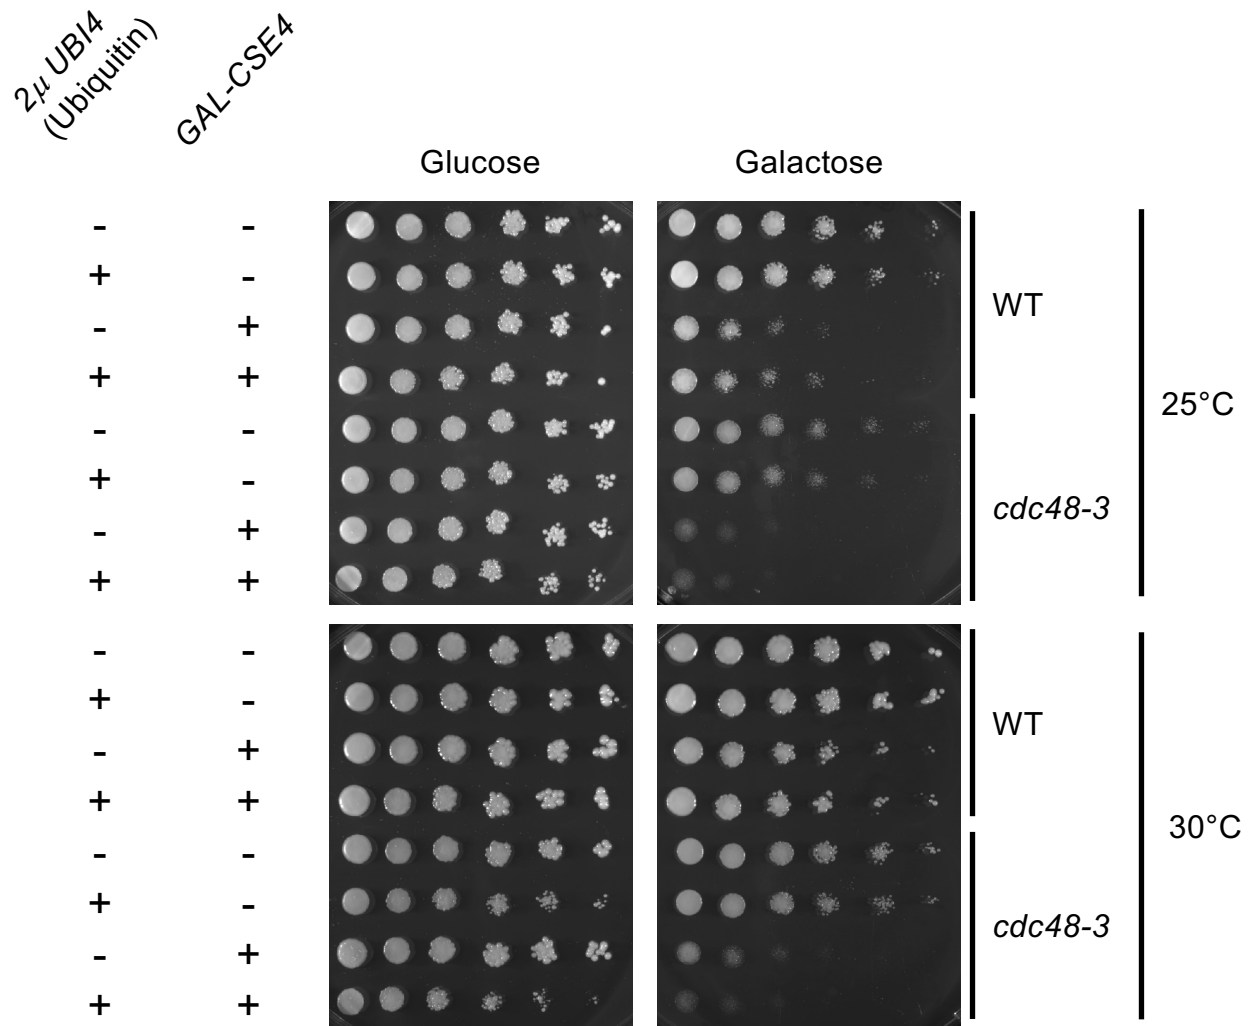 2μ UBI4
(Ubiquitin)
GAL-CSE4
Glucose
Galactose
- -
+ -
- +
+ +
- -
+ -
- +
+ +
WT
cdc48-3
25°C
- -
+ -
- +
+ +
- -
+ -
- +
+ +
WT
cdc48-3
30°C